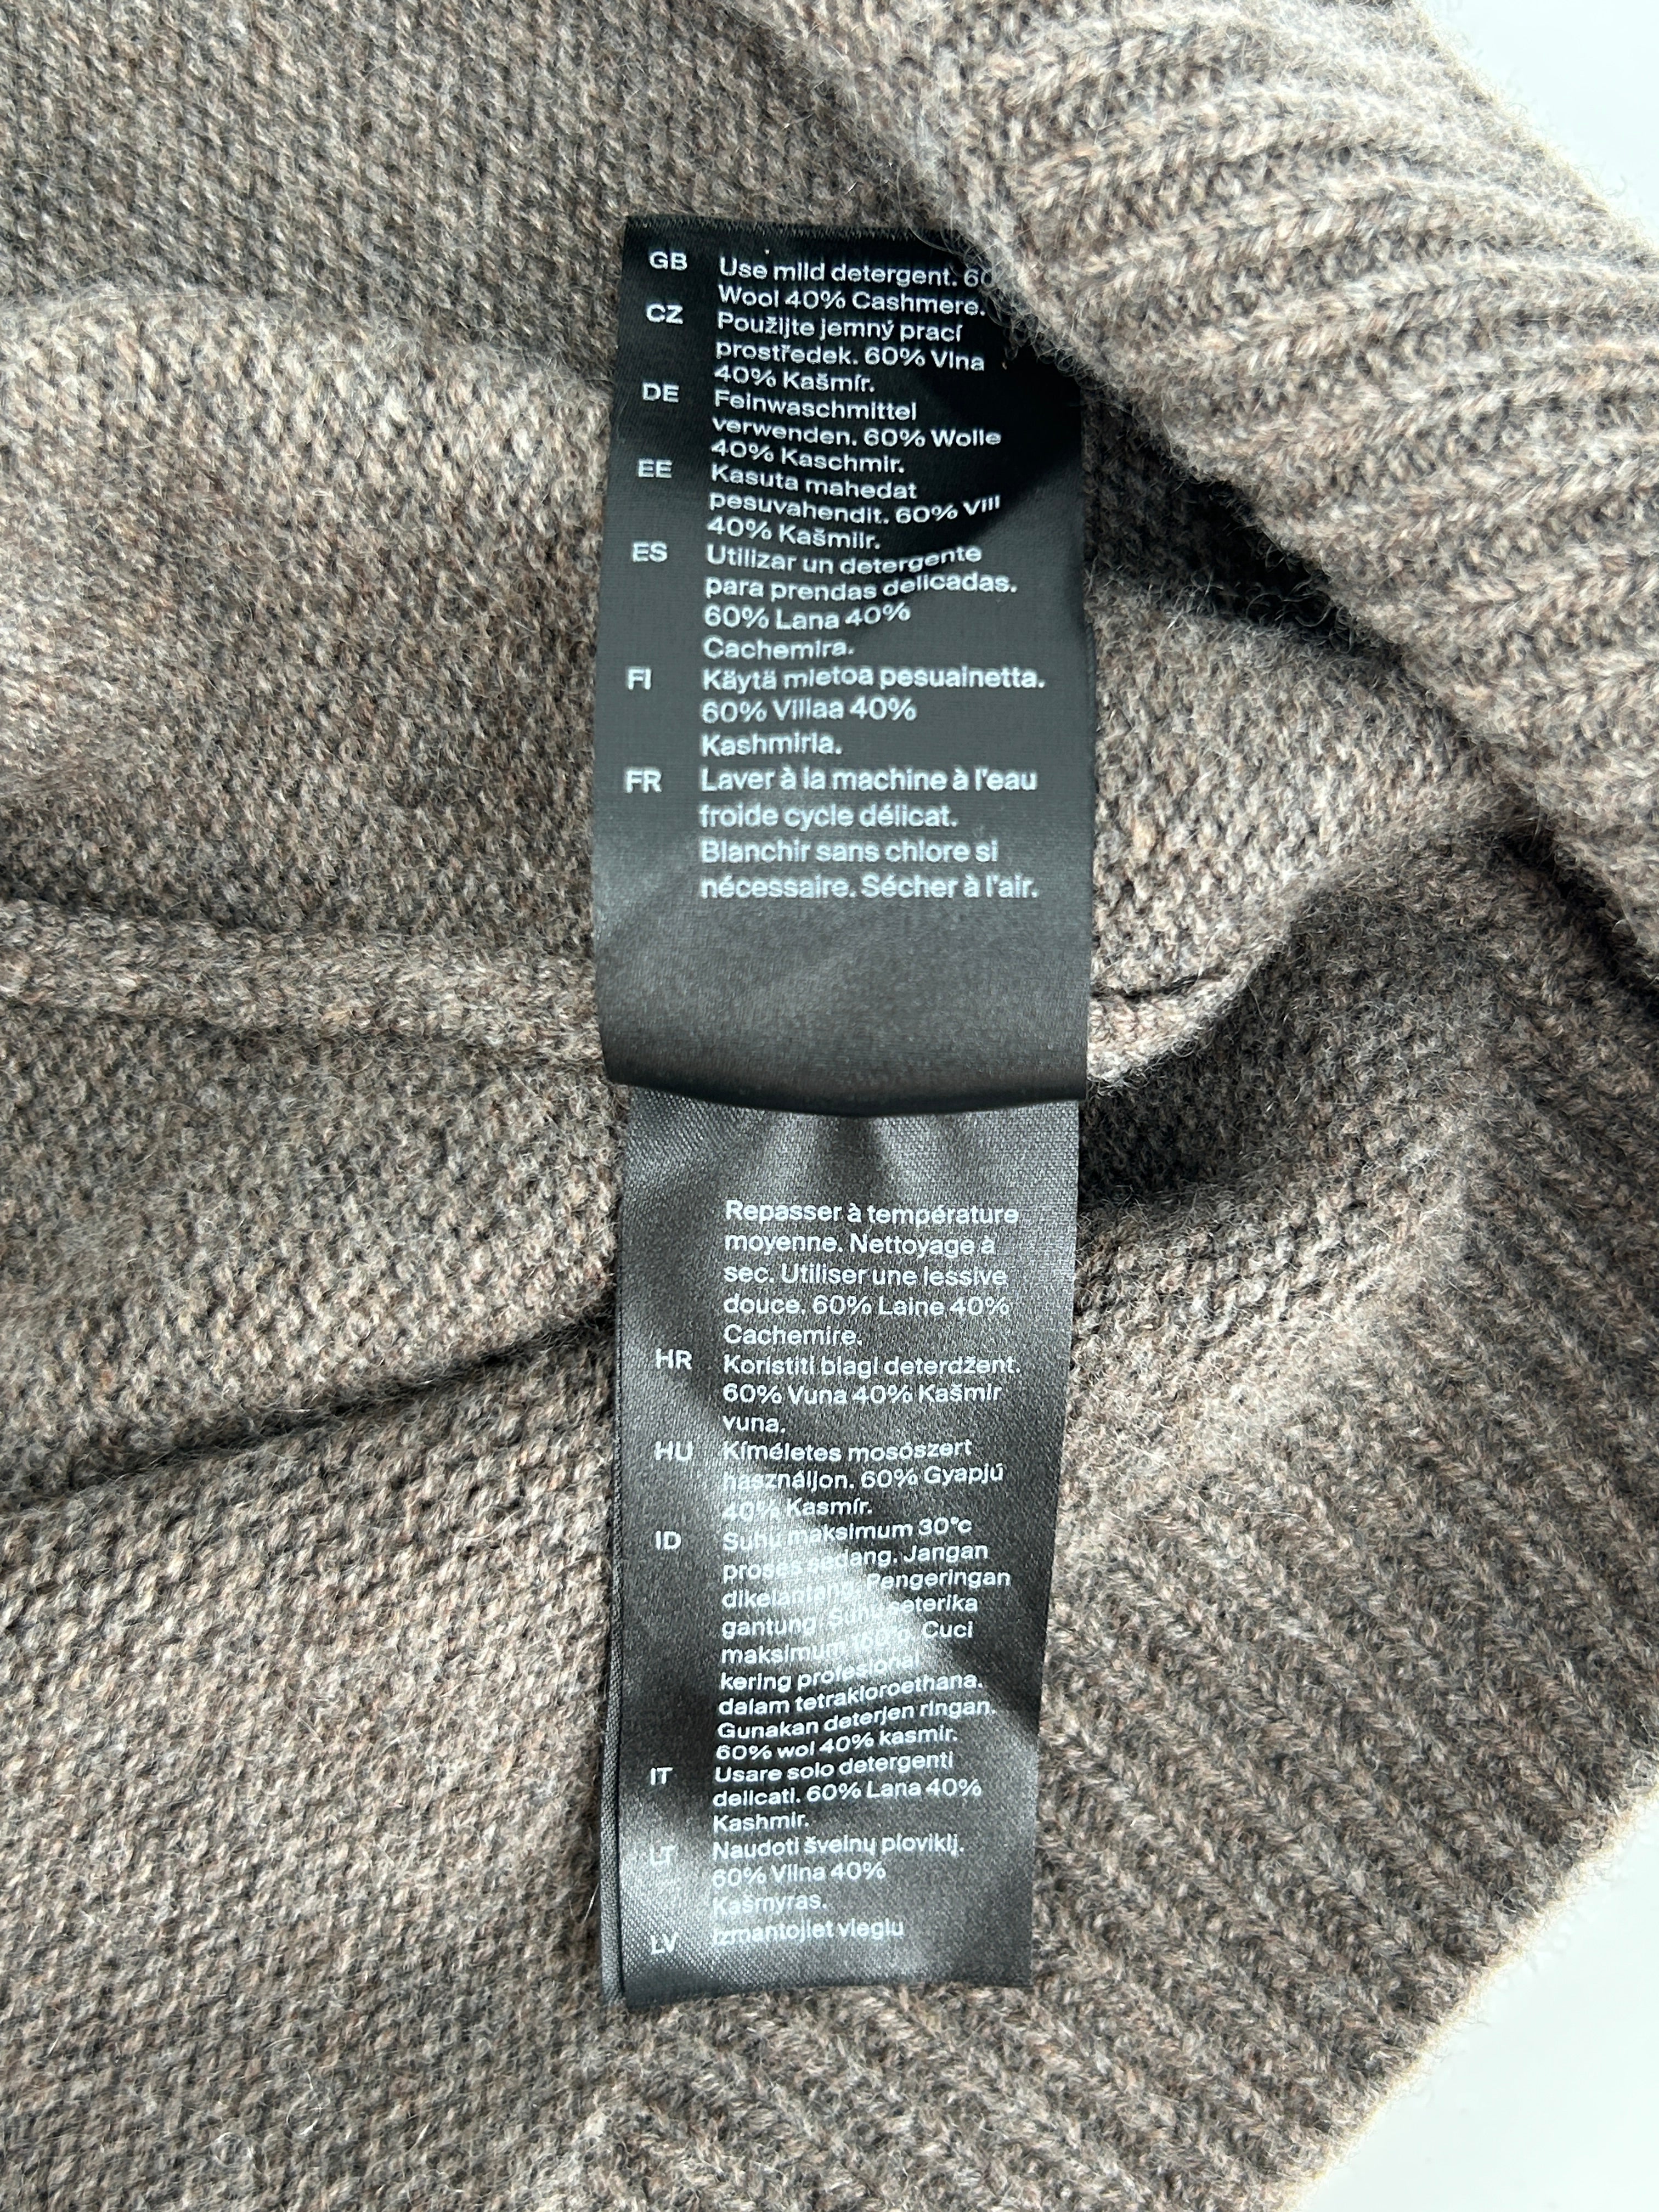 GB Use mild detergent. 60
Wool 40% Cashmere.
CZ Použijte jemný prací
prostředek. 60% Vlna
40% Kašmír.
DE Feinwaschmittel
verwenden. 60% Wolle
40% Kaschmir.
EE Kasuta mahedat
pesuvahendit. 60% Vill
40% Kašmiir.
ES Utilizar un detergente
para prendas delicadas.
60% Lana 40%
Cachemira.
FI Käytä mietoa pesuainetta.
60% Villaa 40%
Kashmiria.
FR Laver à la machine à l'eau
froide cycle délicat.
Blanchir sans chlore si
nécessaire. Sécher à l'air.
Repasser à température
moyenne. Nettoyage à
sec. Utiliser une lessive
douce. 60% Laine 40%
Cachemire.
HR Koristiti blagi deterdžent.
60% Vuna 40% Kašmir
vuna.
HU Kíméletes mosószert
használjon. 60% Gyapjú
40% Kasmír.
ID Suhu maksimum 30°c
proses sedang. Jangan
dikelantang. Pengeringan
gantung. Suhu seterika
maksimum 150°c. Cuci
kering profesional
dalam tetrakloroethana.
Gunakan deterjen ringan.
60% wol 40% kasmir.
IT Usare solo detergenti
delicati. 60% Lana 40%
Kashmir.
LT Naudoti švelnų ploviklį.
60% Vilna 40%
Kašmyras.
LV Izmantojiet vieglu